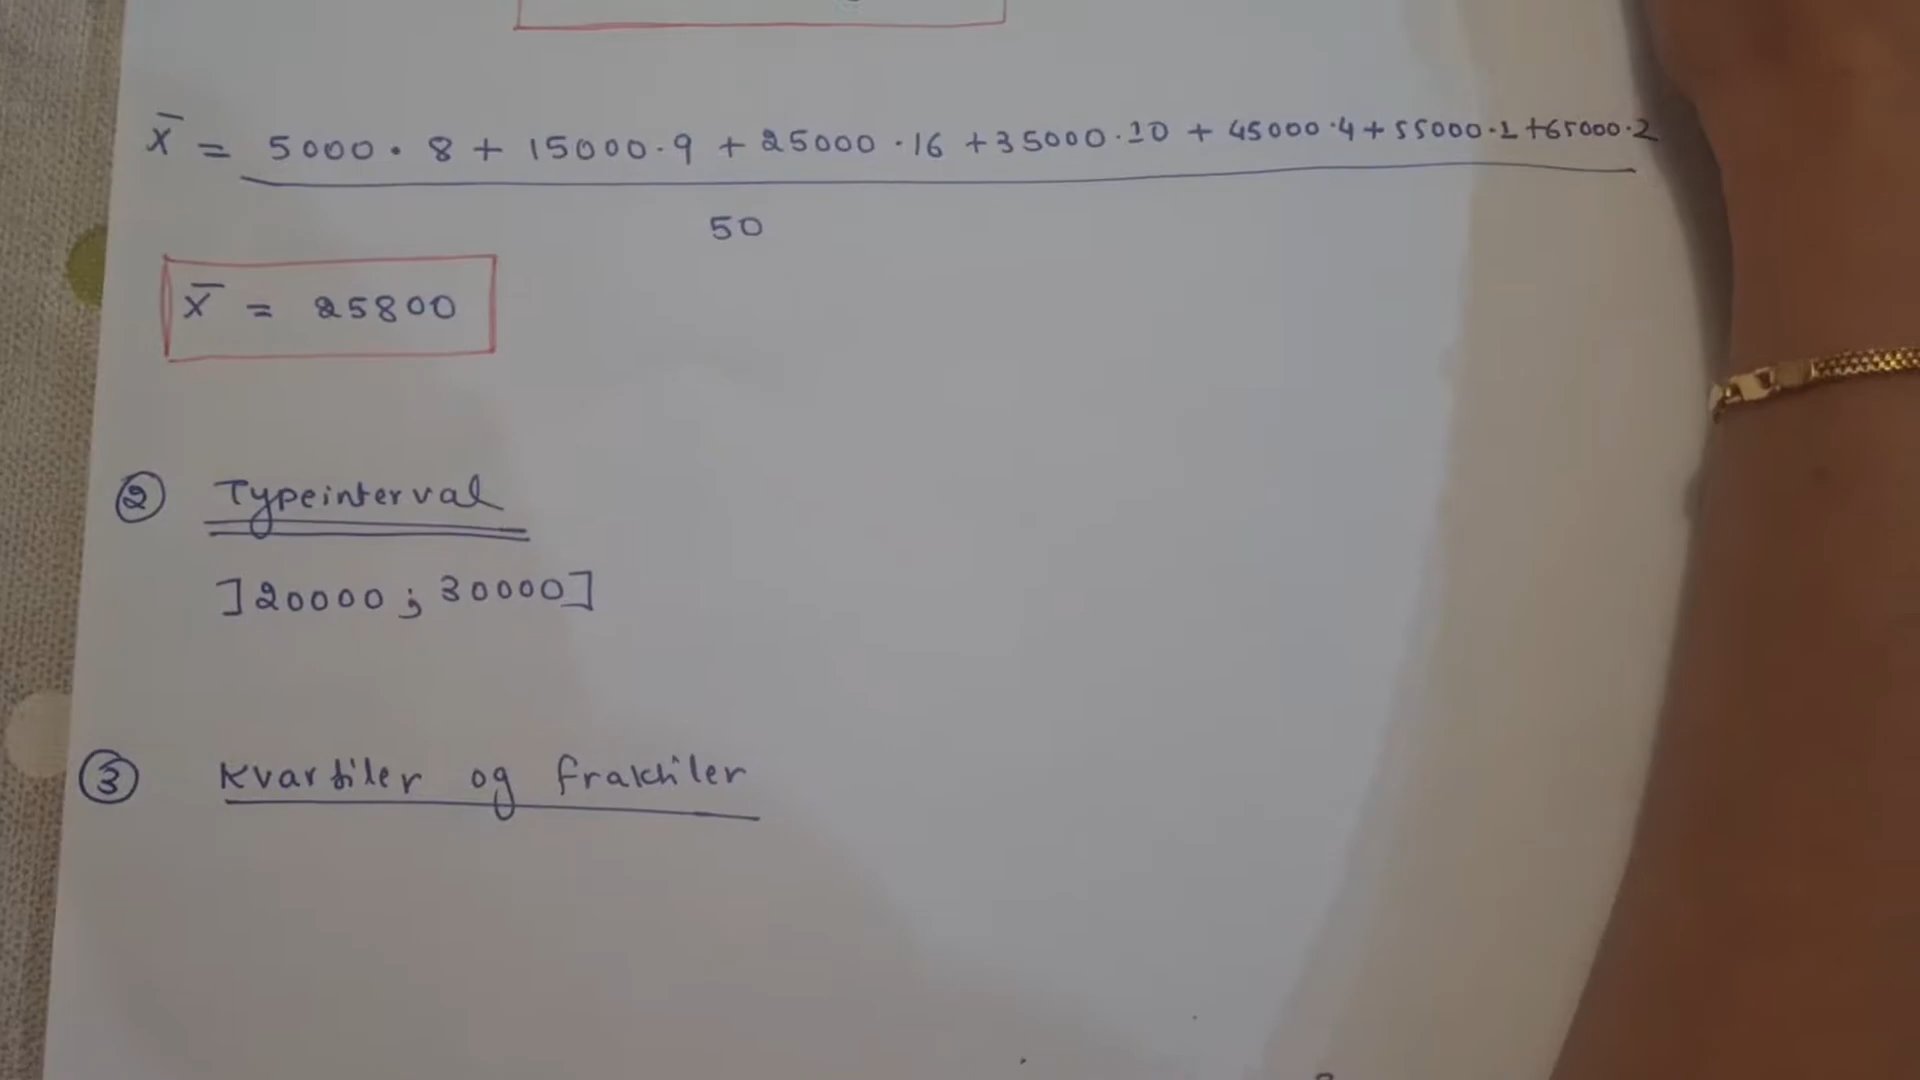 x̄ = 5000 · 8 + 15000 · 9 + 25000 · 16 + 35000 · 10 + 45000 · 4 + 55000 · 1 + 65000 · 2
50
x̄ = 25800
② Typeinterval
]20000 ; 30000]
③ Kvartiler og fraktiler